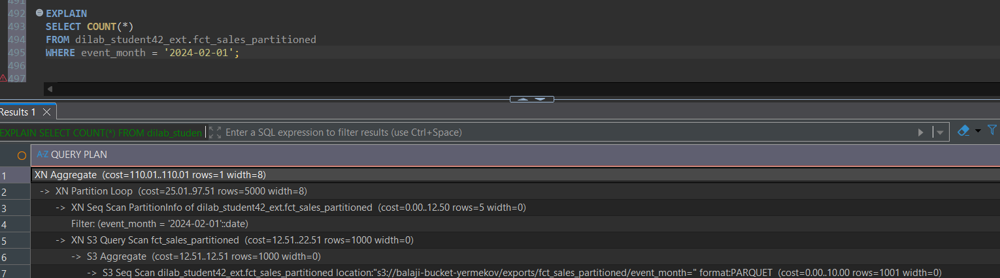 491
492 EXPLAIN
493 SELECT COUNT(*)
494 FROM dilab_student42_ext.fct_sales_partitioned
495 WHERE event_month = '2024-02-01';
496
497
Results 1
EXPLAIN SELECT COUNT(*) FROM dilab_studen Enter a SQL expression to filter results (use Ctrl+Space)
A-Z QUERY PLAN
1 XN Aggregate (cost=110.01..110.01 rows=1 width=8)
2 -> XN Partition Loop (cost=25.01..97.51 rows=5000 width=8)
3 -> XN Seq Scan PartitionInfo of dilab_student42_ext.fct_sales_partitioned (cost=0.00..12.50 rows=5 width=0)
4 Filter: (event_month = '2024-02-01'::date)
5 -> XN S3 Query Scan fct_sales_partitioned (cost=12.51..22.51 rows=1000 width=0)
6 -> S3 Aggregate (cost=12.51..12.51 rows=1000 width=0)
7 -> S3 Seq Scan dilab_student42_ext.fct_sales_partitioned location:"s3://balaji-bucket-yermekov/exports/fct_sales_partitioned/event_month=" format:PARQUET (cost=0.00..10.00 rows=1001 width=0)